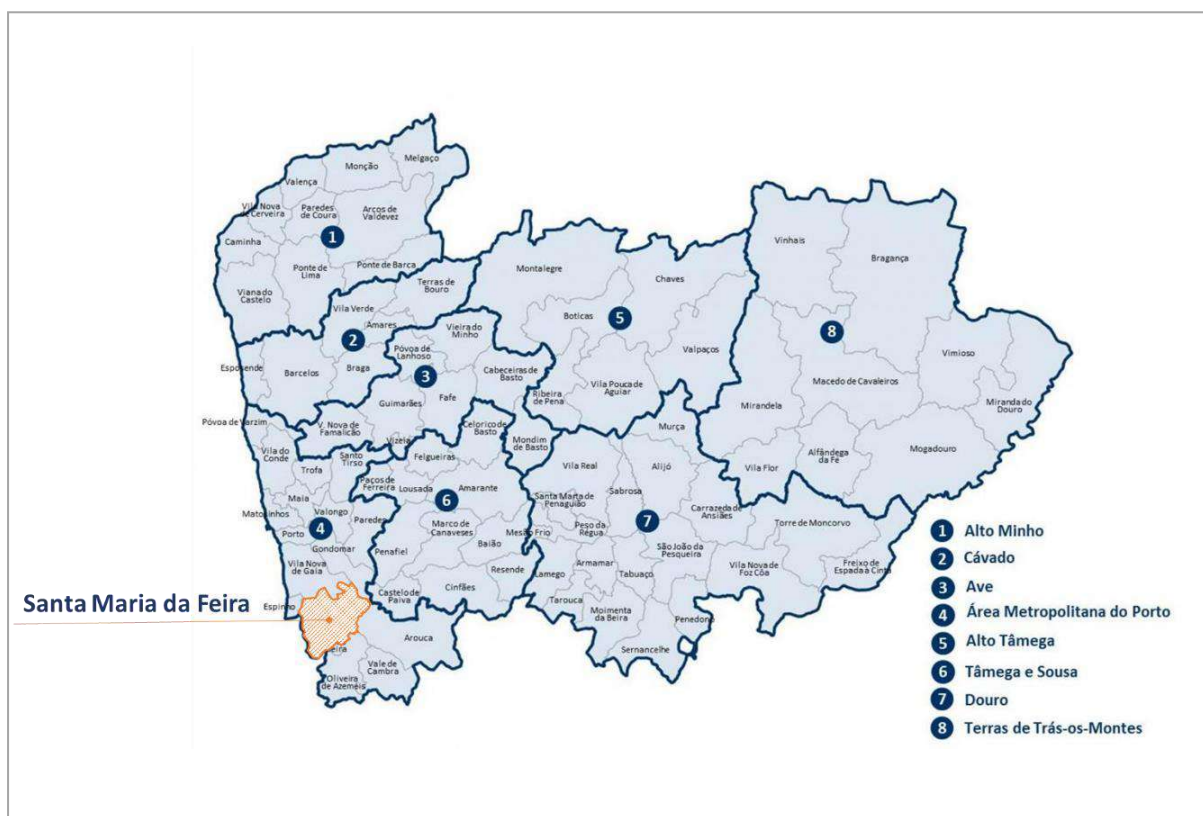 Melgaço
Monção
Valença
Vila Nova
de Cerveira
Paredes
de Coura
Arcos de
Valdevez
1
Caminha
Ponte de
Lima
Ponte de Barca
Viana do
Castelo
Terras de
Bouro
Vila Verde
Amares
2
Vieira do
Minho
Póvoa de
Lanhoso
Esposende
Barcelos
Braga
3
Cabeceiras de
Basto
Guimarães
Fafe
Póvoa de Varzim
V. Nova de
Famalicão
Vizela
Celorico de
Basto
Mondim
de Basto
Montalegre
Chaves
Boticas
5
Valpaços
Vila Pouca de
Aguiar
Ribeira
de Pena
Vinhais
Bragança
8
Vimioso
Macedo de Cavaleiros
Miranda do
Douro
Mirandela
Mogadouro
Alfândega
da Fé
Vila Flor
Vila do
Conde
Santo
Tirso
Trofa
Felgueiras
Paços de
Ferreira
Lousada
Amarante
6
Maia
Matosinhos
Valongo
Paredes
Porto
4
Gondomar
Marco de
Canaveses
Baião
Mesão Frio
Penafiel
Vila Nova
de Gaia
Resende
Cinfães
Castelo de
Paiva
Espinho
Murça
Vila Real
Alijó
Sabrosa
Santa Marta de
Penaguião
Carrazeda de
Ansiães
Peso da
Régua
7
Torre de Moncorvo
São João da
Pesqueira
Armamar
Lamego
Tabuaço
Vila Nova de
Foz Côa
Freixo de
Espada à Cinta
Tarouca
Moimenta
da Beira
Penedono
Sernancelhe
Santa Maria da Feira
Arouca
eira
Vale de
Cambra
Oliveira
de Azeméis
1 Alto Minho
2 Cávado
3 Ave
4 Área Metropolitana do Porto
5 Alto Tâmega
6 Tâmega e Sousa
7 Douro
8 Terras de Trás-os-Montes